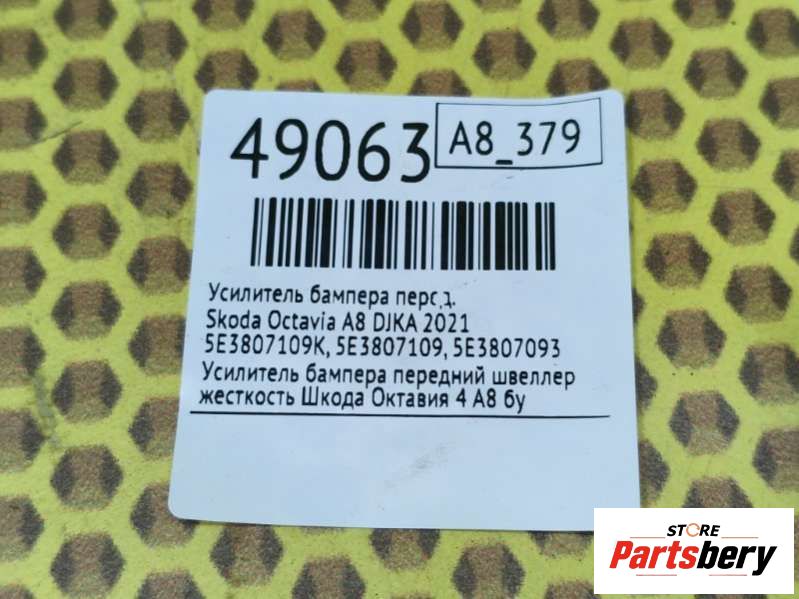 49063
A8_379
Усилитель бампера перед.
Skoda Octavia A8 DJKA 2021
5E3807109K, 5E3807109, 5E3807093
Усилитель бампера передний швеллер
жесткость Шкода Октавия 4 А8 бу
STORE
Partsbery